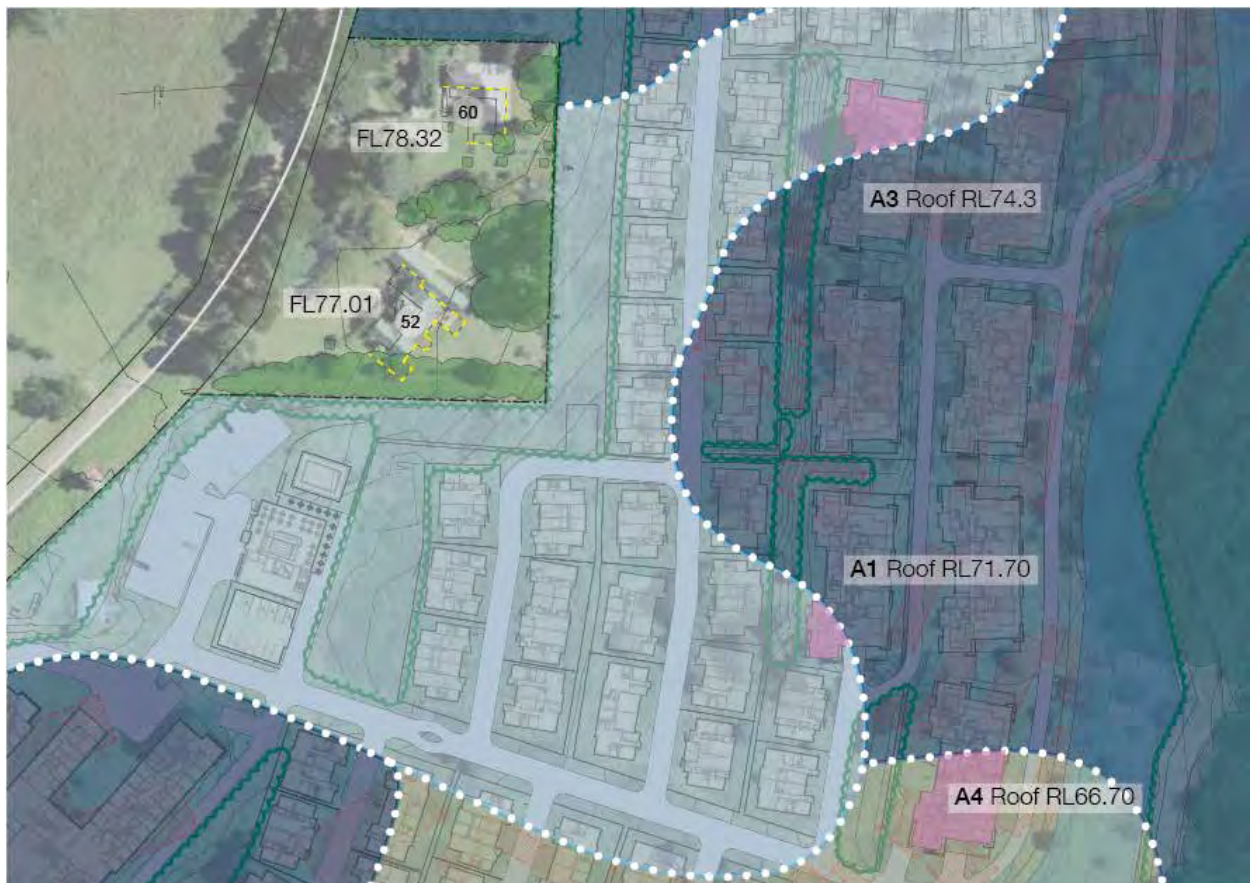 60
FL78.32
A3 Roof RL74.3
FL77.01
52
A1 Roof RL71.70
A4 Roof RL66.70